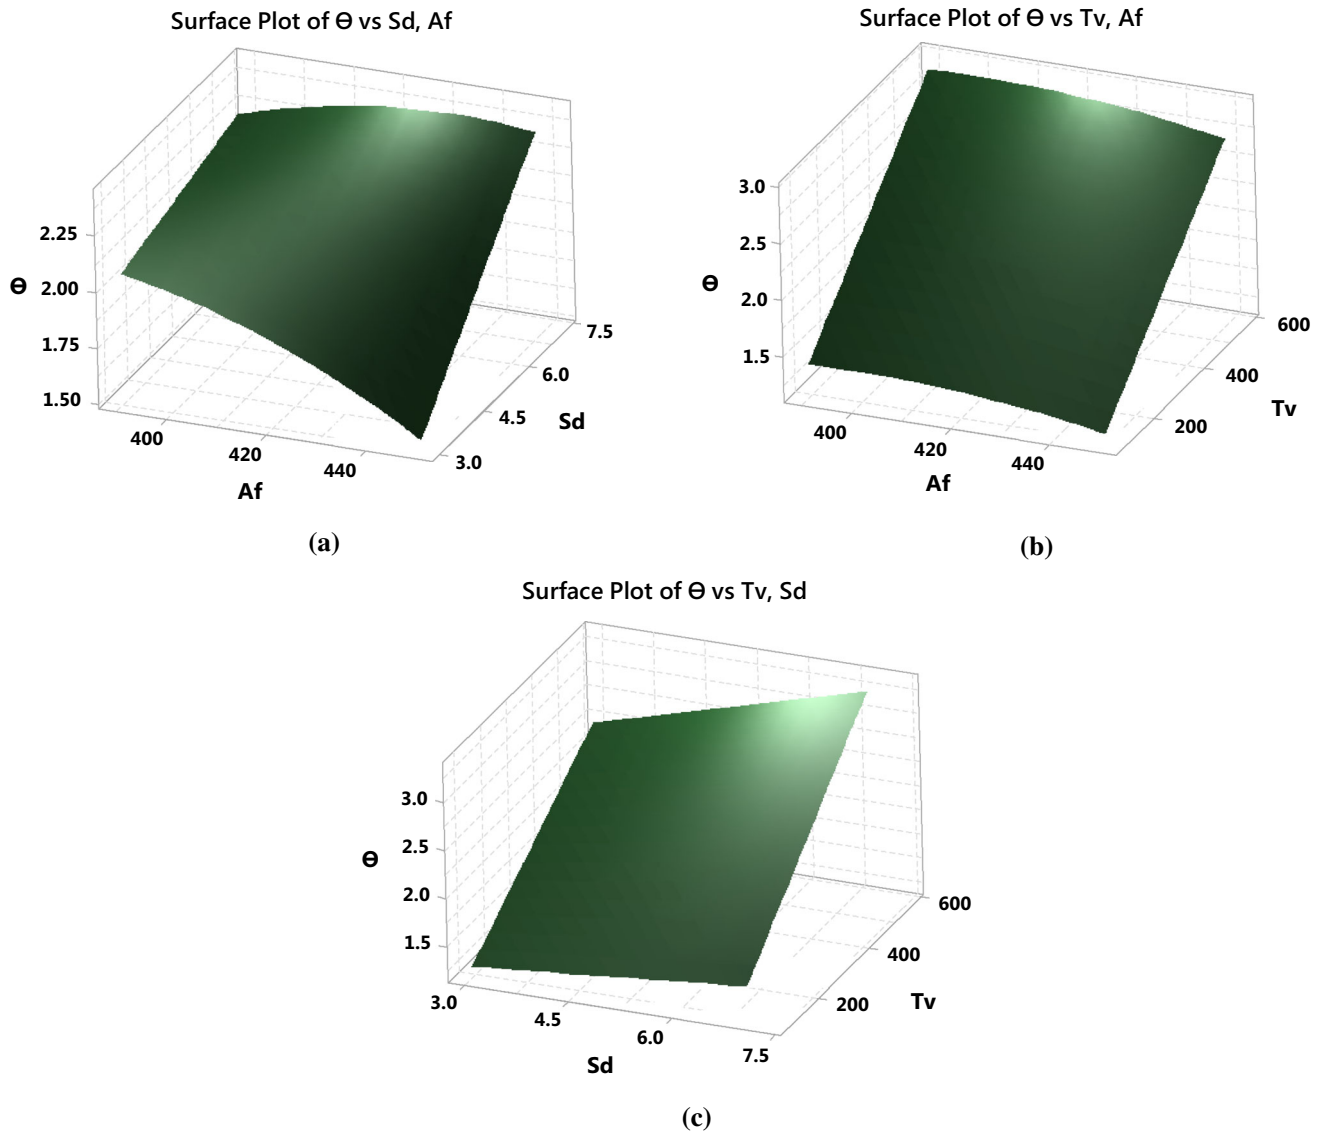 Surface Plot of Ө vs Sd, Af
2.25
Ө
2.00
1.75
1.50
400
420
440
Af
7.5
6.0
4.5
3.0
Sd
(a)
Surface Plot of Ө vs Tv, Af
3.0
2.5
Ө
2.0
1.5
400
420
440
Af
600
400
200
Tv
(b)
Surface Plot of Ө vs Tv, Sd
3.0
2.5
Ө
2.0
1.5
3.0
4.5
6.0
7.5
Sd
600
400
200
Tv
(c)